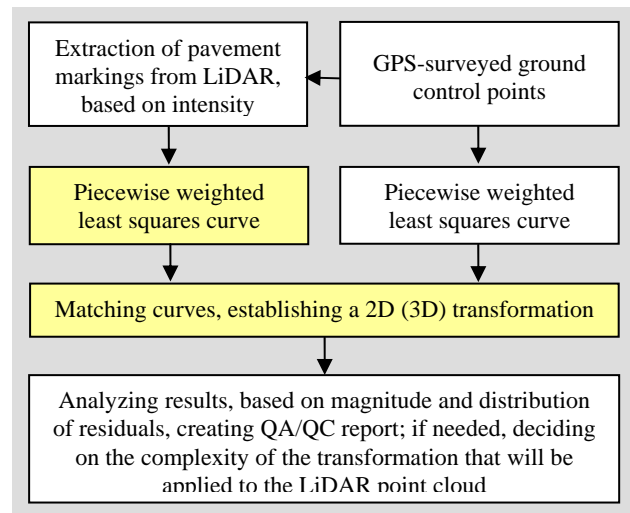 Extraction of pavement
markings from LiDAR,
based on intensity
GPS-surveyed ground
control points
Piecewise weighted
least squares curve
Piecewise weighted
least squares curve
Matching curves, establishing a 2D (3D) transformation
Analyzing results, based on magnitude and distribution
of residuals, creating QA/QC report; if needed, deciding
on the complexity of the transformation that will be
applied to the LiDAR point cloud